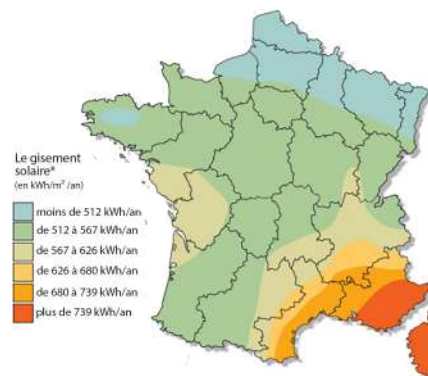 Le gisement
solaire*
(en kWh/m² /an)
moins de 512 kWh/an
de 512 à 567 kWh/an
de 567 à 626 kWh/an
de 626 à 680 kWh/an
de 680 à 739 kWh/an
plus de 739 kWh/an